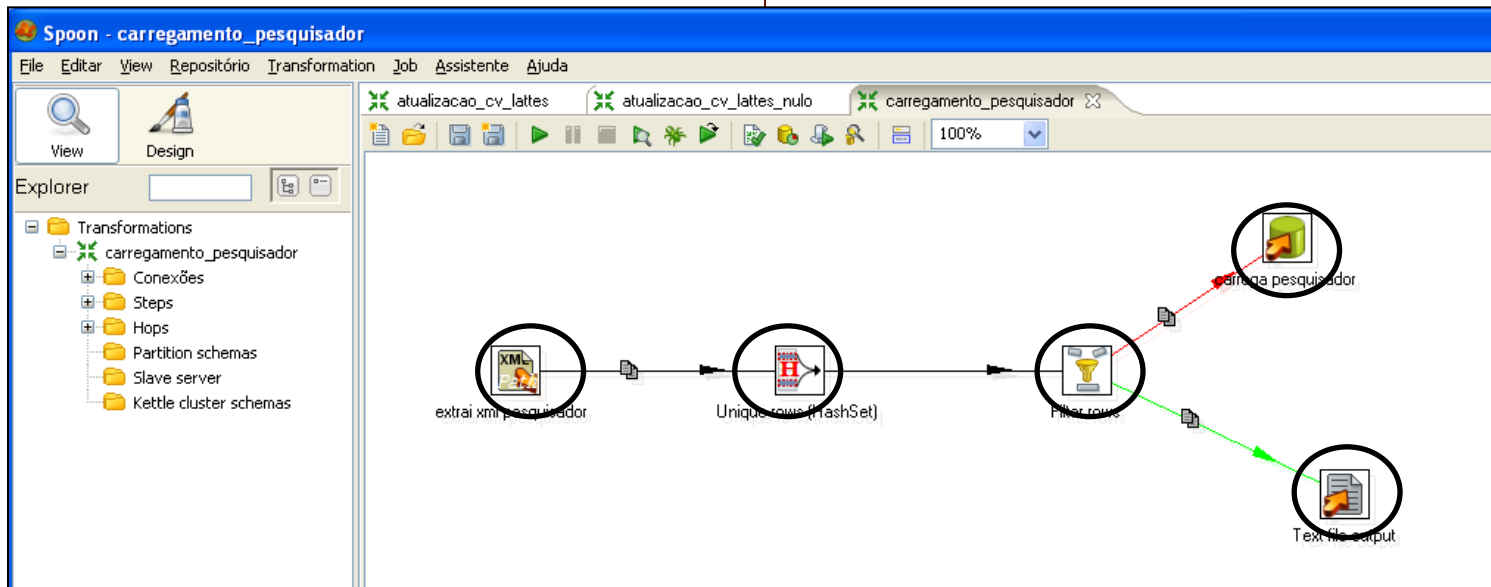 Spoon - carregamento_pesquisador
File Editar View Repositório Transformation Job Assistente Ajuda
View Design
Explorer
Transformations
carregamento_pesquisador
Conexões
Steps
Hops
Partition schemas
Slave server
Kettle cluster schemas
atualizacao_cv_lattes atualizacao_cv_lattes_nulo carregamento_pesquisador
100%
carrega pesquisador
XML
Path
H
extrai xml pesquisador Unique rows (HashSet) Filter rows
Text file output